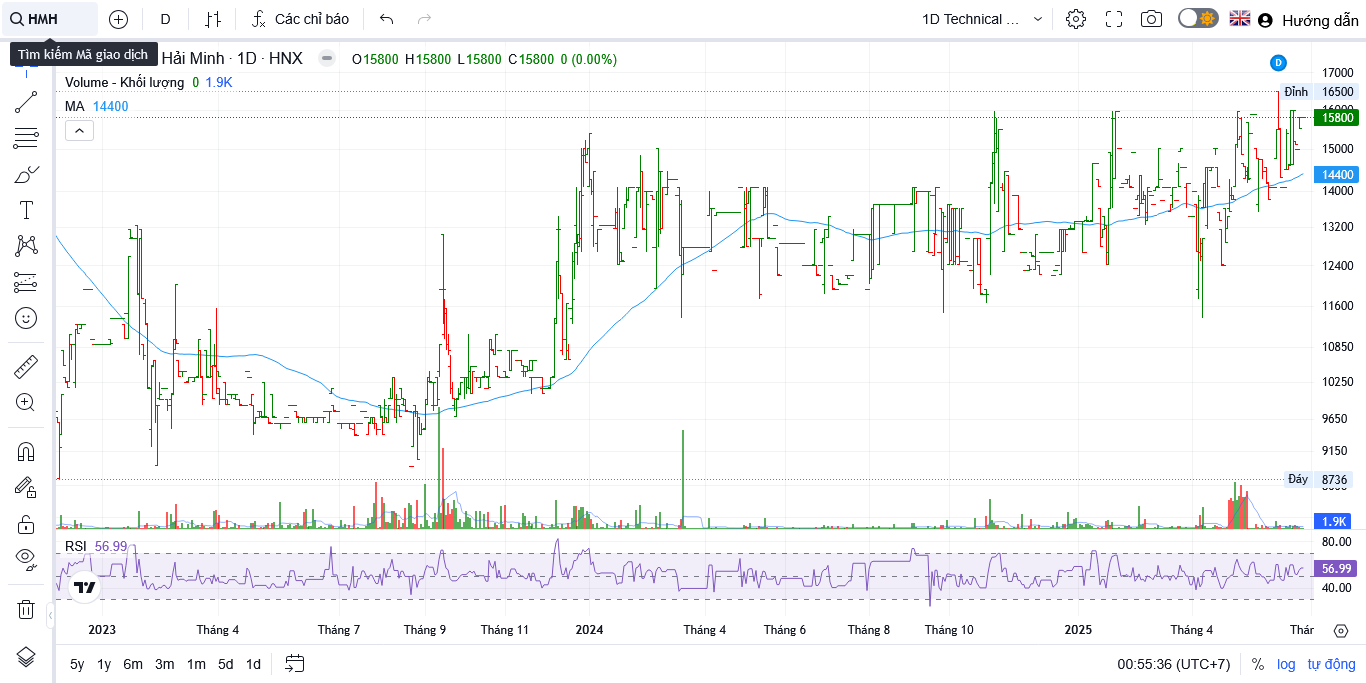 HMH
D
Các chỉ báo
1D Technical ...
Hướng dẫn
Tìm kiếm Mã giao dịch
Hải Minh · 1D · HNX
O15800 H15800 L15800 C15800 0 (0.00%)
Volume - Khối lượng 0 1.9K
MA 14400
D
17000
Đỉnh 16500
16000
15800
15000
14400
14000
13200
12400
11600
10850
10250
9650
9150
Đáy 8736
1.9K
RSI 56.99
80.00
56.99
40.00
2023 Tháng 4 Tháng 7 Tháng 9 Tháng 11 2024 Tháng 4 Tháng 6 Tháng 8 Tháng 10 2025 Tháng 4 Thár
5y 1y 6m 3m 1m 5d 1d
00:55:36 (UTC+7) % log tự động